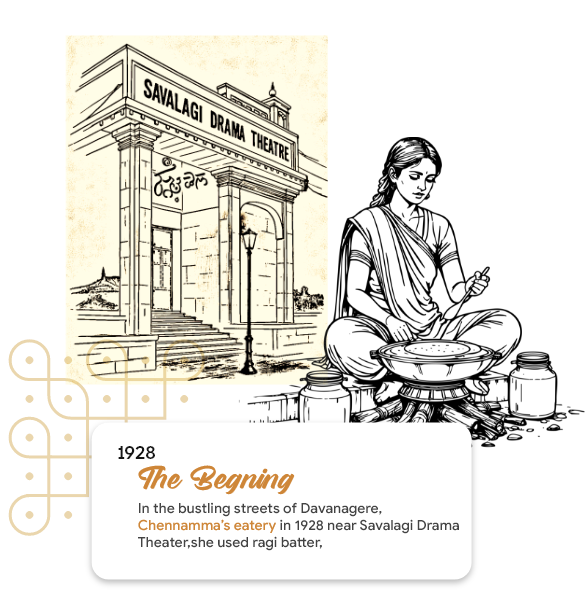 SAVALAGI DRAMA THEATRE
1928
The Begning
In the bustling streets of Davanagere,
Chennamma's eatery in 1928 near Savalagi Drama
Theater,she used ragi batter,